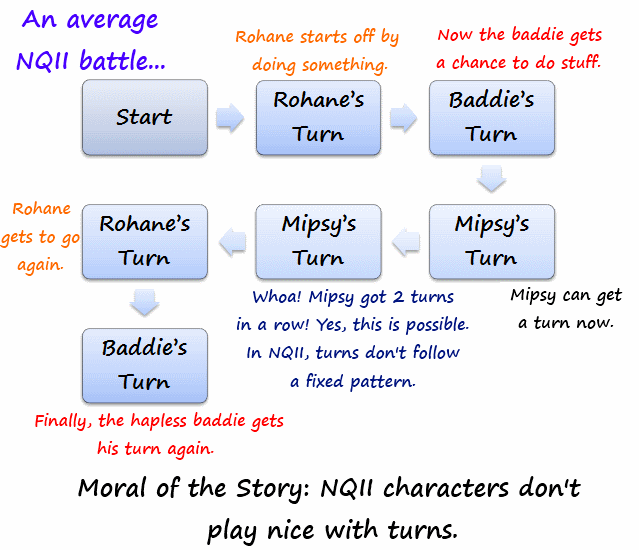 An average
NQII battle...
Rohane starts off by
doing something.
Now the baddie gets
a chance to do stuff.
Start
Rohane's
Turn
Baddie's
Turn
Rohane
gets to go
again.
Rohane's
Turn
Mipsy's
Turn
Mipsy's
Turn
Whoa! Mipsy got 2 turns
in a row! Yes, this is possible.
In NQII, turns don't follow
a fixed pattern.
Mipsy can get
a turn now.
Baddie's
Turn
Finally, the hapless baddie gets
his turn again.
Moral of the Story: NQII characters don't
play nice with turns.